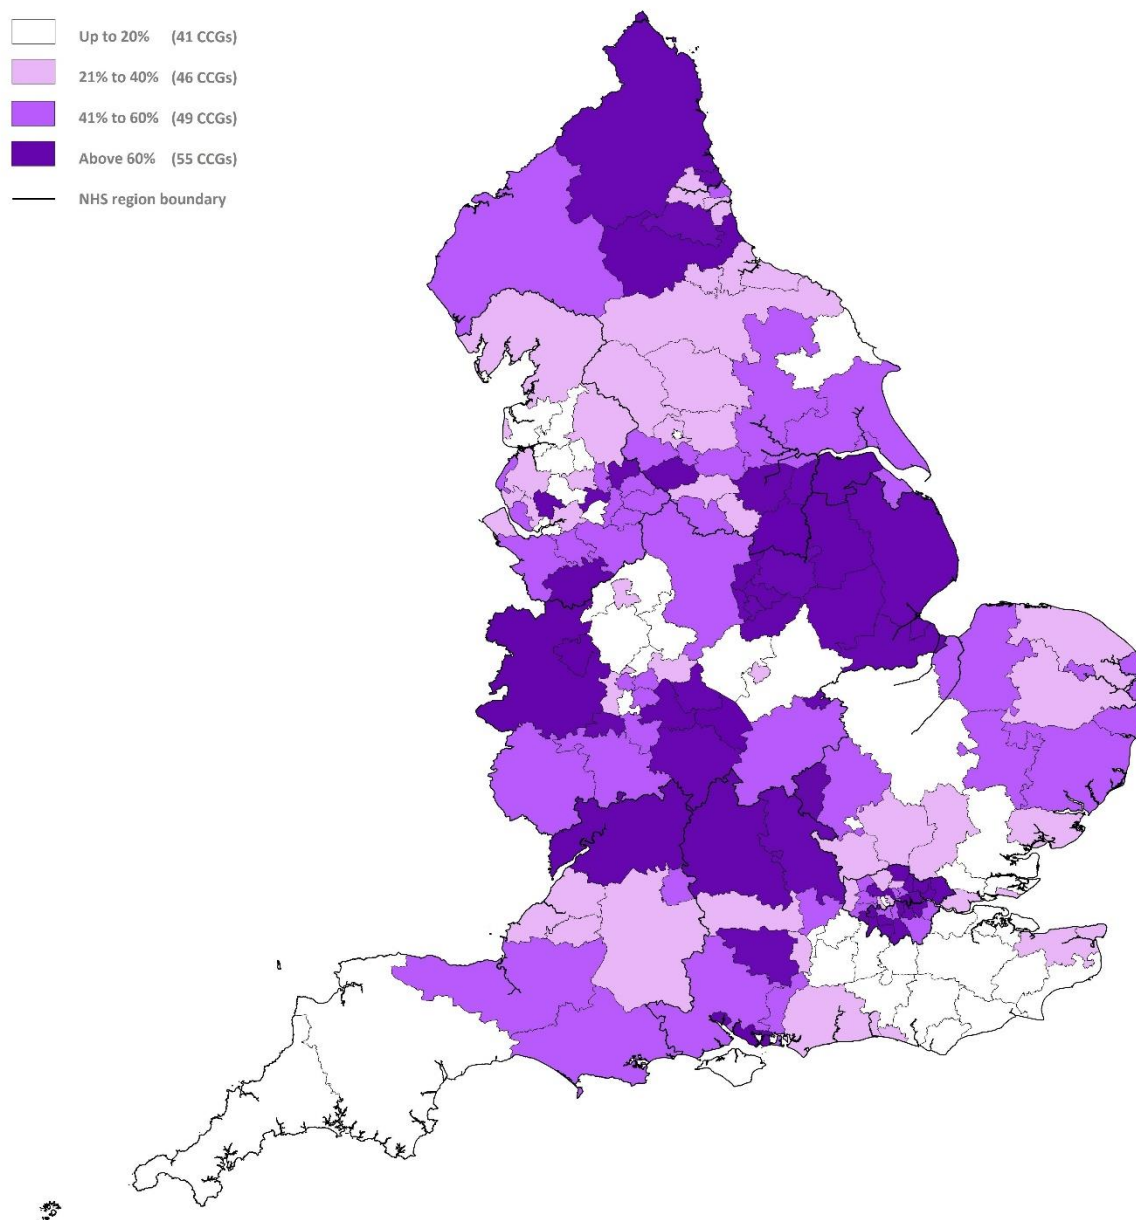 Up to 20% (41 CCGs)
21% to 40% (46 CCGs)
41% to 60% (49 CCGs)
Above 60% (55 CCGs)
NHS region boundary